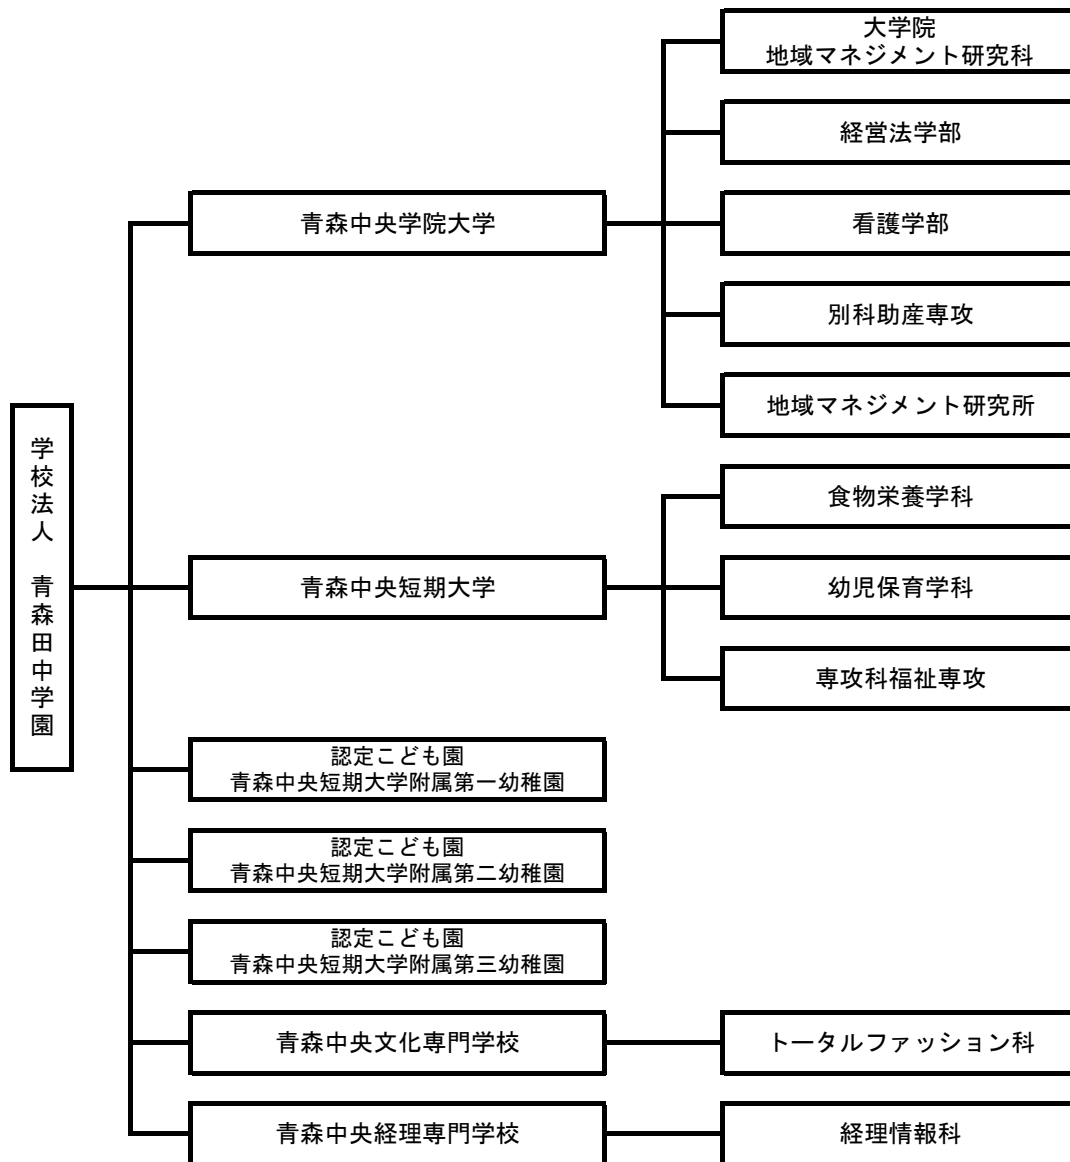 学校法人　青森田中学園
青森中央学院大学
大学院
地域マネジメント研究科
経営法学部
看護学部
別科助産専攻
地域マネジメント研究所
青森中央短期大学
食物栄養学科
幼児保育学科
専攻科福祉専攻
認定こども園
青森中央短期大学附属第一幼稚園
認定こども園
青森中央短期大学附属第二幼稚園
認定こども園
青森中央短期大学附属第三幼稚園
青森中央文化専門学校
トータルファッション科
青森中央経理専門学校
経理情報科